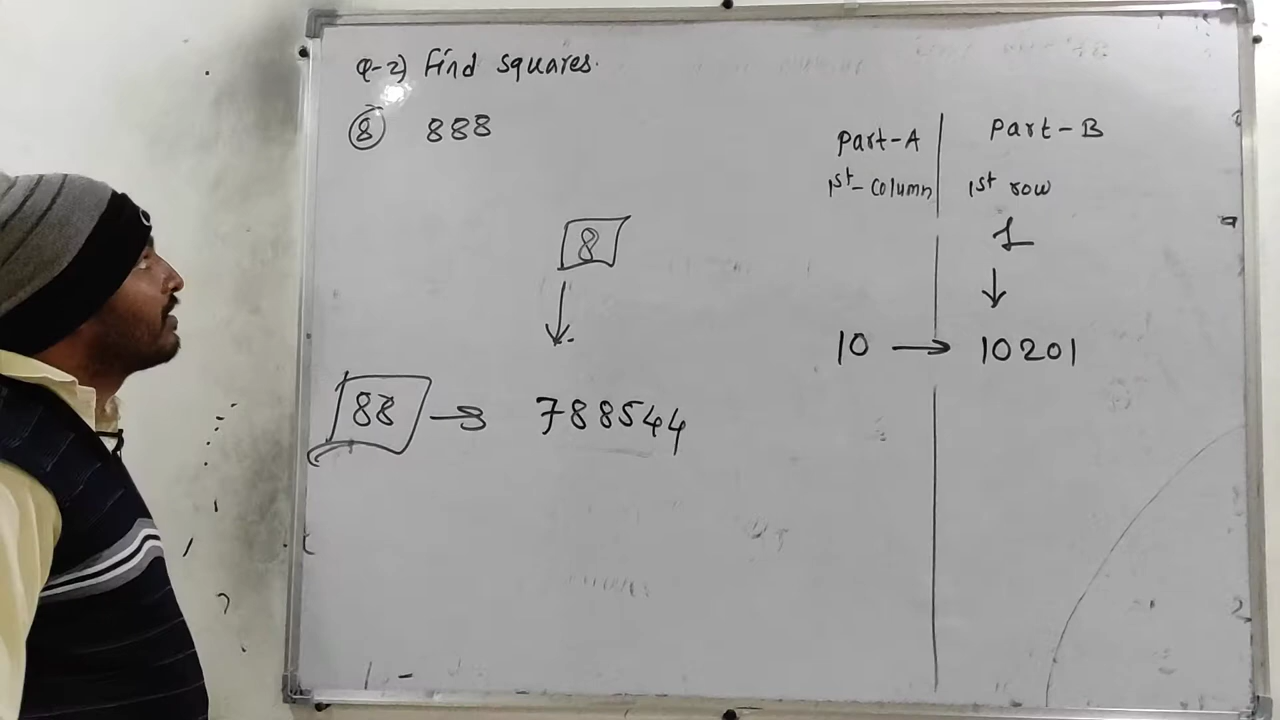 Q-2) Find squares.
8 888
8
↓
88 → 788544
Part-A Part-B
1st-Column 1st row
1
↓
10 → 10201